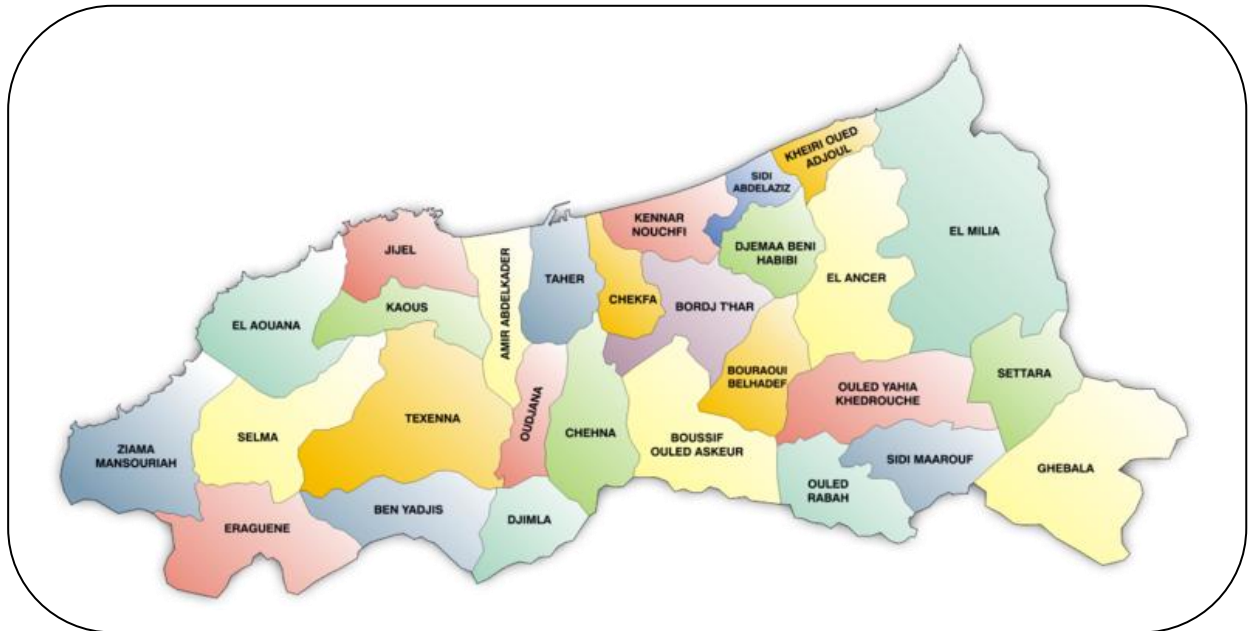 KHEIRI OUED
ADJOUL
SIDI
ABDELAZIZ
KENNAR
NOUCHFI
EL MILIA
JIJEL
DJEMAA BENI
HABIBI
TAHER
EL ANCER
AMIR ABDELKADER
CHEKFA
KAOUS
BORDJ T'HAR
EL AOUANA
BOURAOUI
BELHADEF
SETTARA
OULED YAHIA
KHEDROUCHE
OUDJANA
TEXENNA
CHEHNA
SELMA
BOUSSIF
OULED ASKEUR
ZIAMA
MANSOURIAH
SIDI MAAROUF
GHEBALA
OULED
RABAH
BEN YADJIS
DJIMLA
ERAGUENE